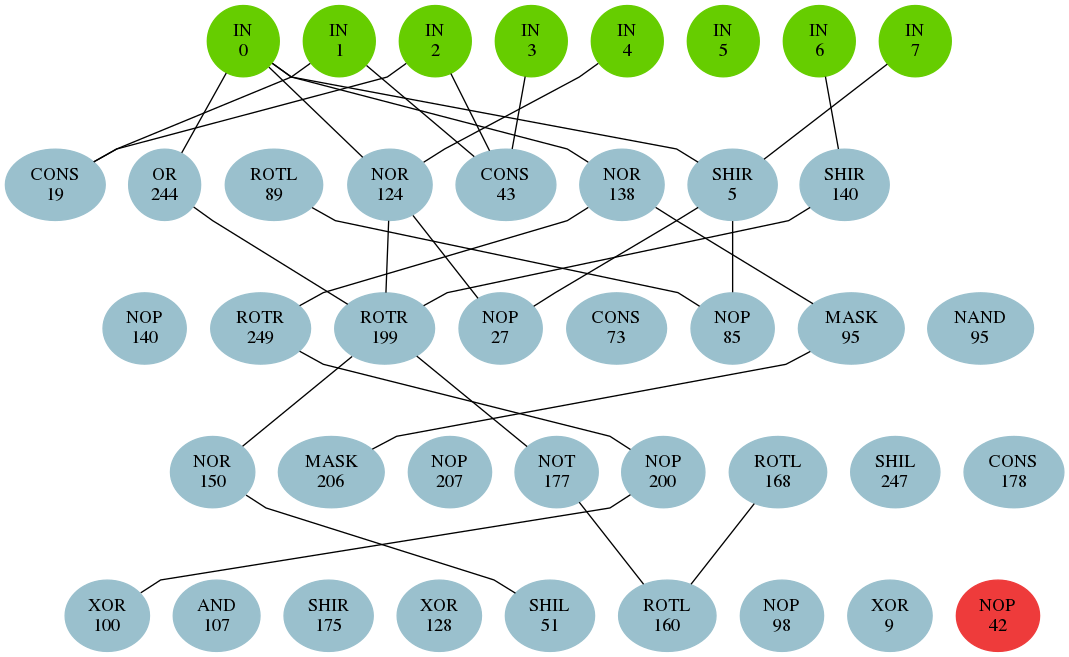 IN
0
IN
1
IN
2
IN
3
IN
4
IN
5
IN
6
IN
7
CONS
19
OR
244
ROTL
89
NOR
124
CONS
43
NOR
138
SHIR
5
SHIR
140
NOP
140
ROTR
249
ROTR
199
NOP
27
CONS
73
NOP
85
MASK
95
NAND
95
NOR
150
MASK
206
NOP
207
NOT
177
NOP
200
ROTL
168
SHIL
247
CONS
178
XOR
100
AND
107
SHIR
175
XOR
128
SHIL
51
ROTL
160
NOP
98
XOR
9
NOP
42